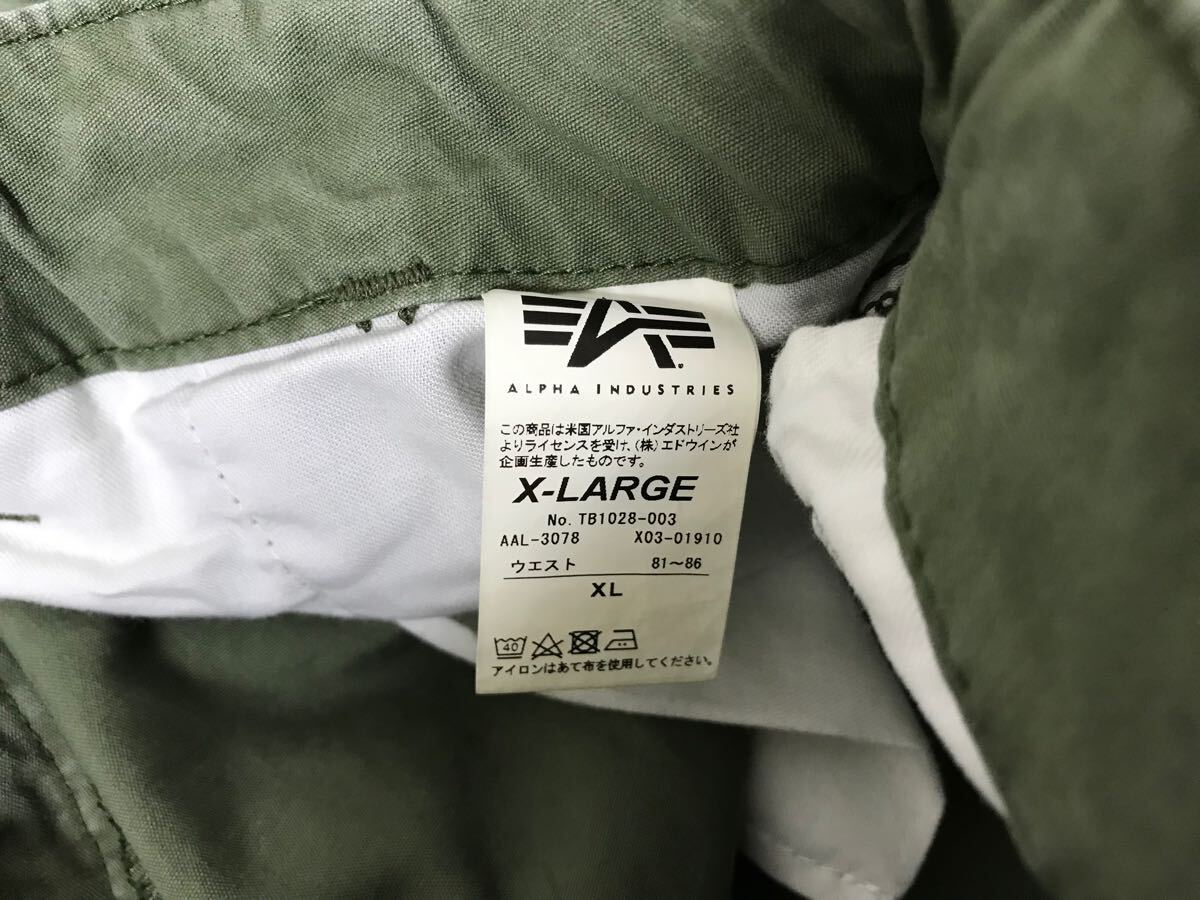 ALPHA INDUSTRIES
この商品は米国アルファ・インダストリーズ社
よりライセンスを受け、(株)エドウインが
企画生産したものです。
X-LARGE
No. TB1028-003
AAL-3078 X03-01910
ウエスト 81〜86
XL
40
アイロンはあて布を使用してください。